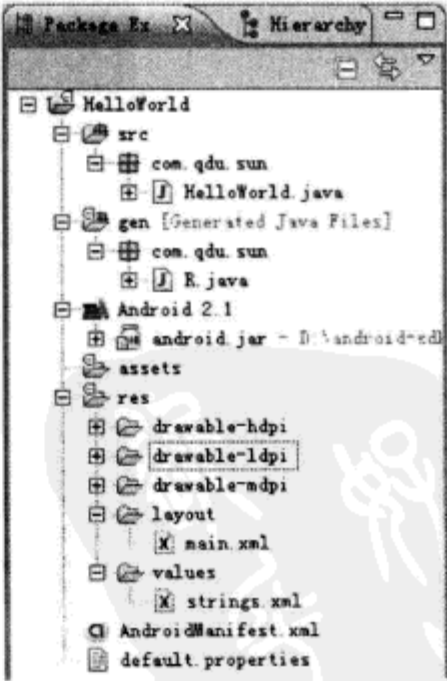 Package Ex Hierarchy
HelloWorld
src
com.qdu.sun
HelloWorld.java
gen [Generated Java Files]
com.qdu.sun
R.java
Android 2.1
android.jar - D:\android-sd
assets
res
drawable-hdpi
drawable-ldpi
drawable-mdpi
layout
main.xml
values
strings.xml
AndroidManifest.xml
default.properties